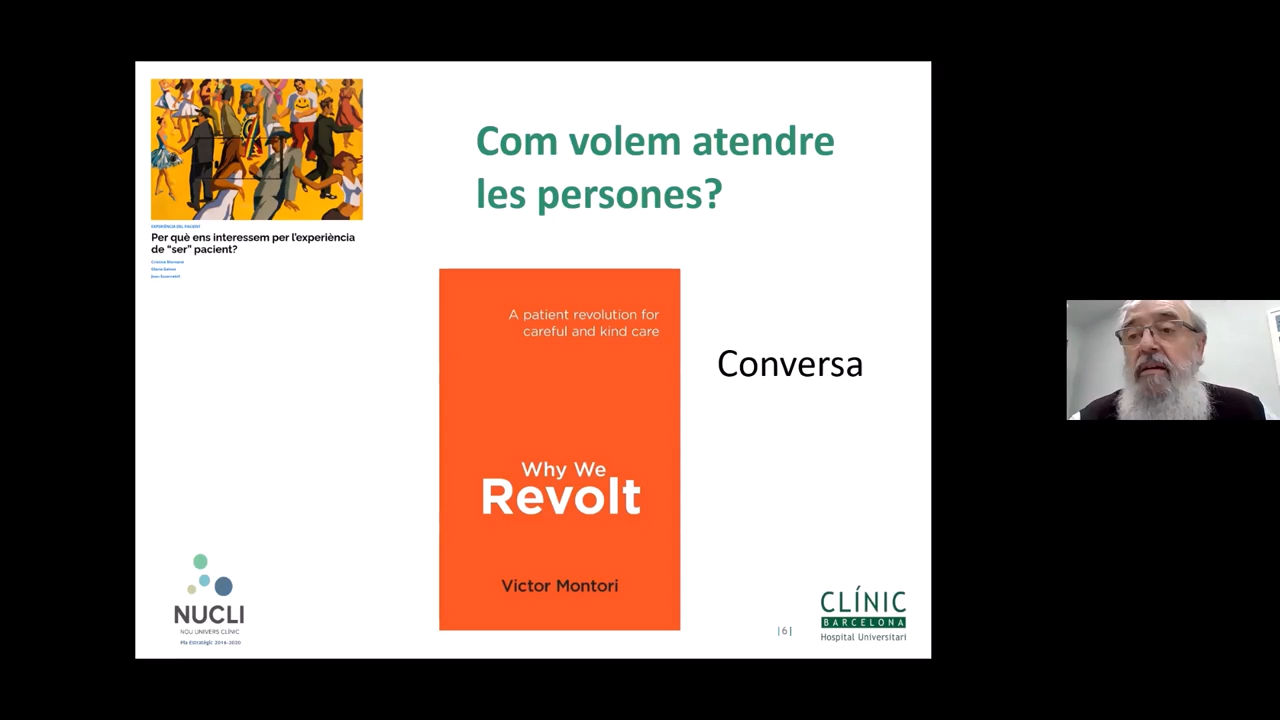 Com volem atendre
les persones?
EXPERIÈNCIA DEL PACIENT
Per què ens interessem per l'experiència
de "ser" pacient?
Joan Escarrabill
A patient revolution for
careful and kind care
Why We
Revolt
Victor Montori
Conversa
NUCLI
NOU UNIVERS CLÍNIC
Pla Estratègic 2016-2020
|6|
CLÍNIC
BARCELONA
Hospital Universitari